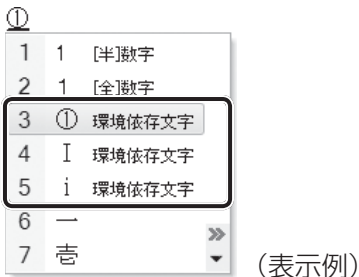 ①
1 1 [半]数字
2 1 [全]数字
3 ① 環境依存文字
4 Ⅰ 環境依存文字
5 ⅰ 環境依存文字
6 一
7 壱
(表示例)